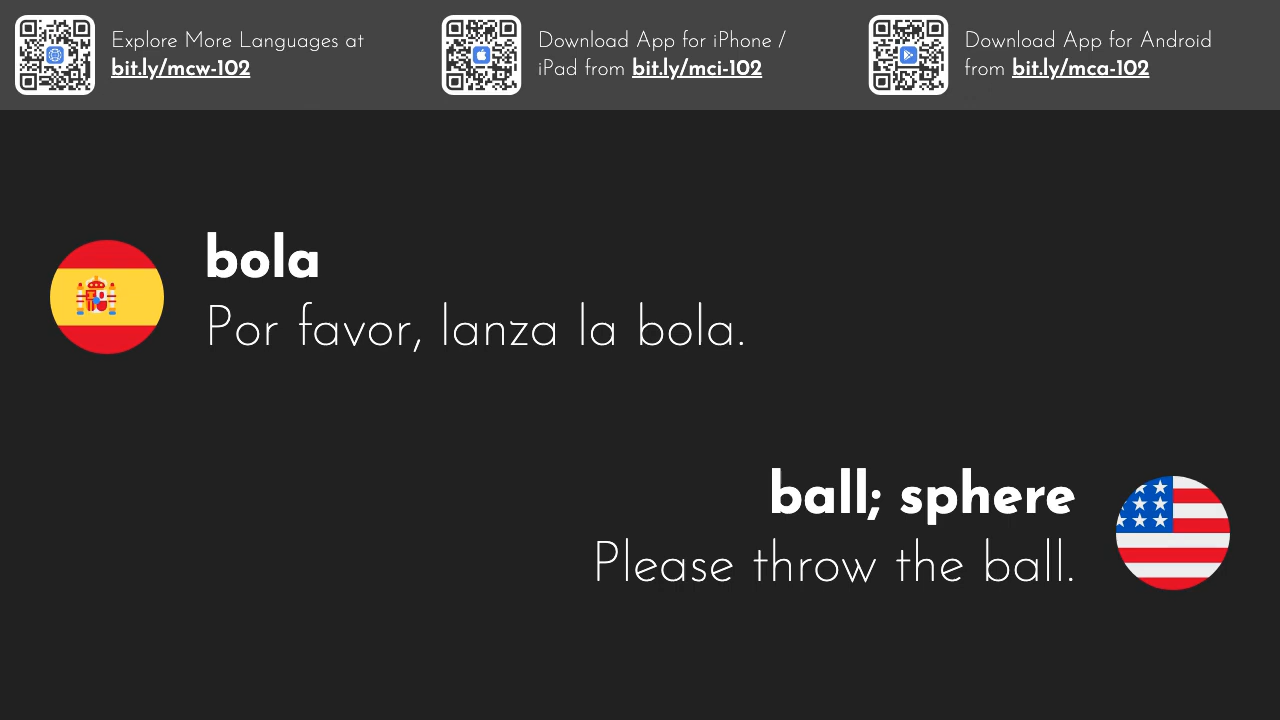 Explore More Languages at
bit.ly/mcw-102
Download App for iPhone /
iPad from bit.ly/mci-102
Download App for Android
from bit.ly/mca-102
bola
Por favor, lanza la bola.
ball; sphere
Please throw the ball.